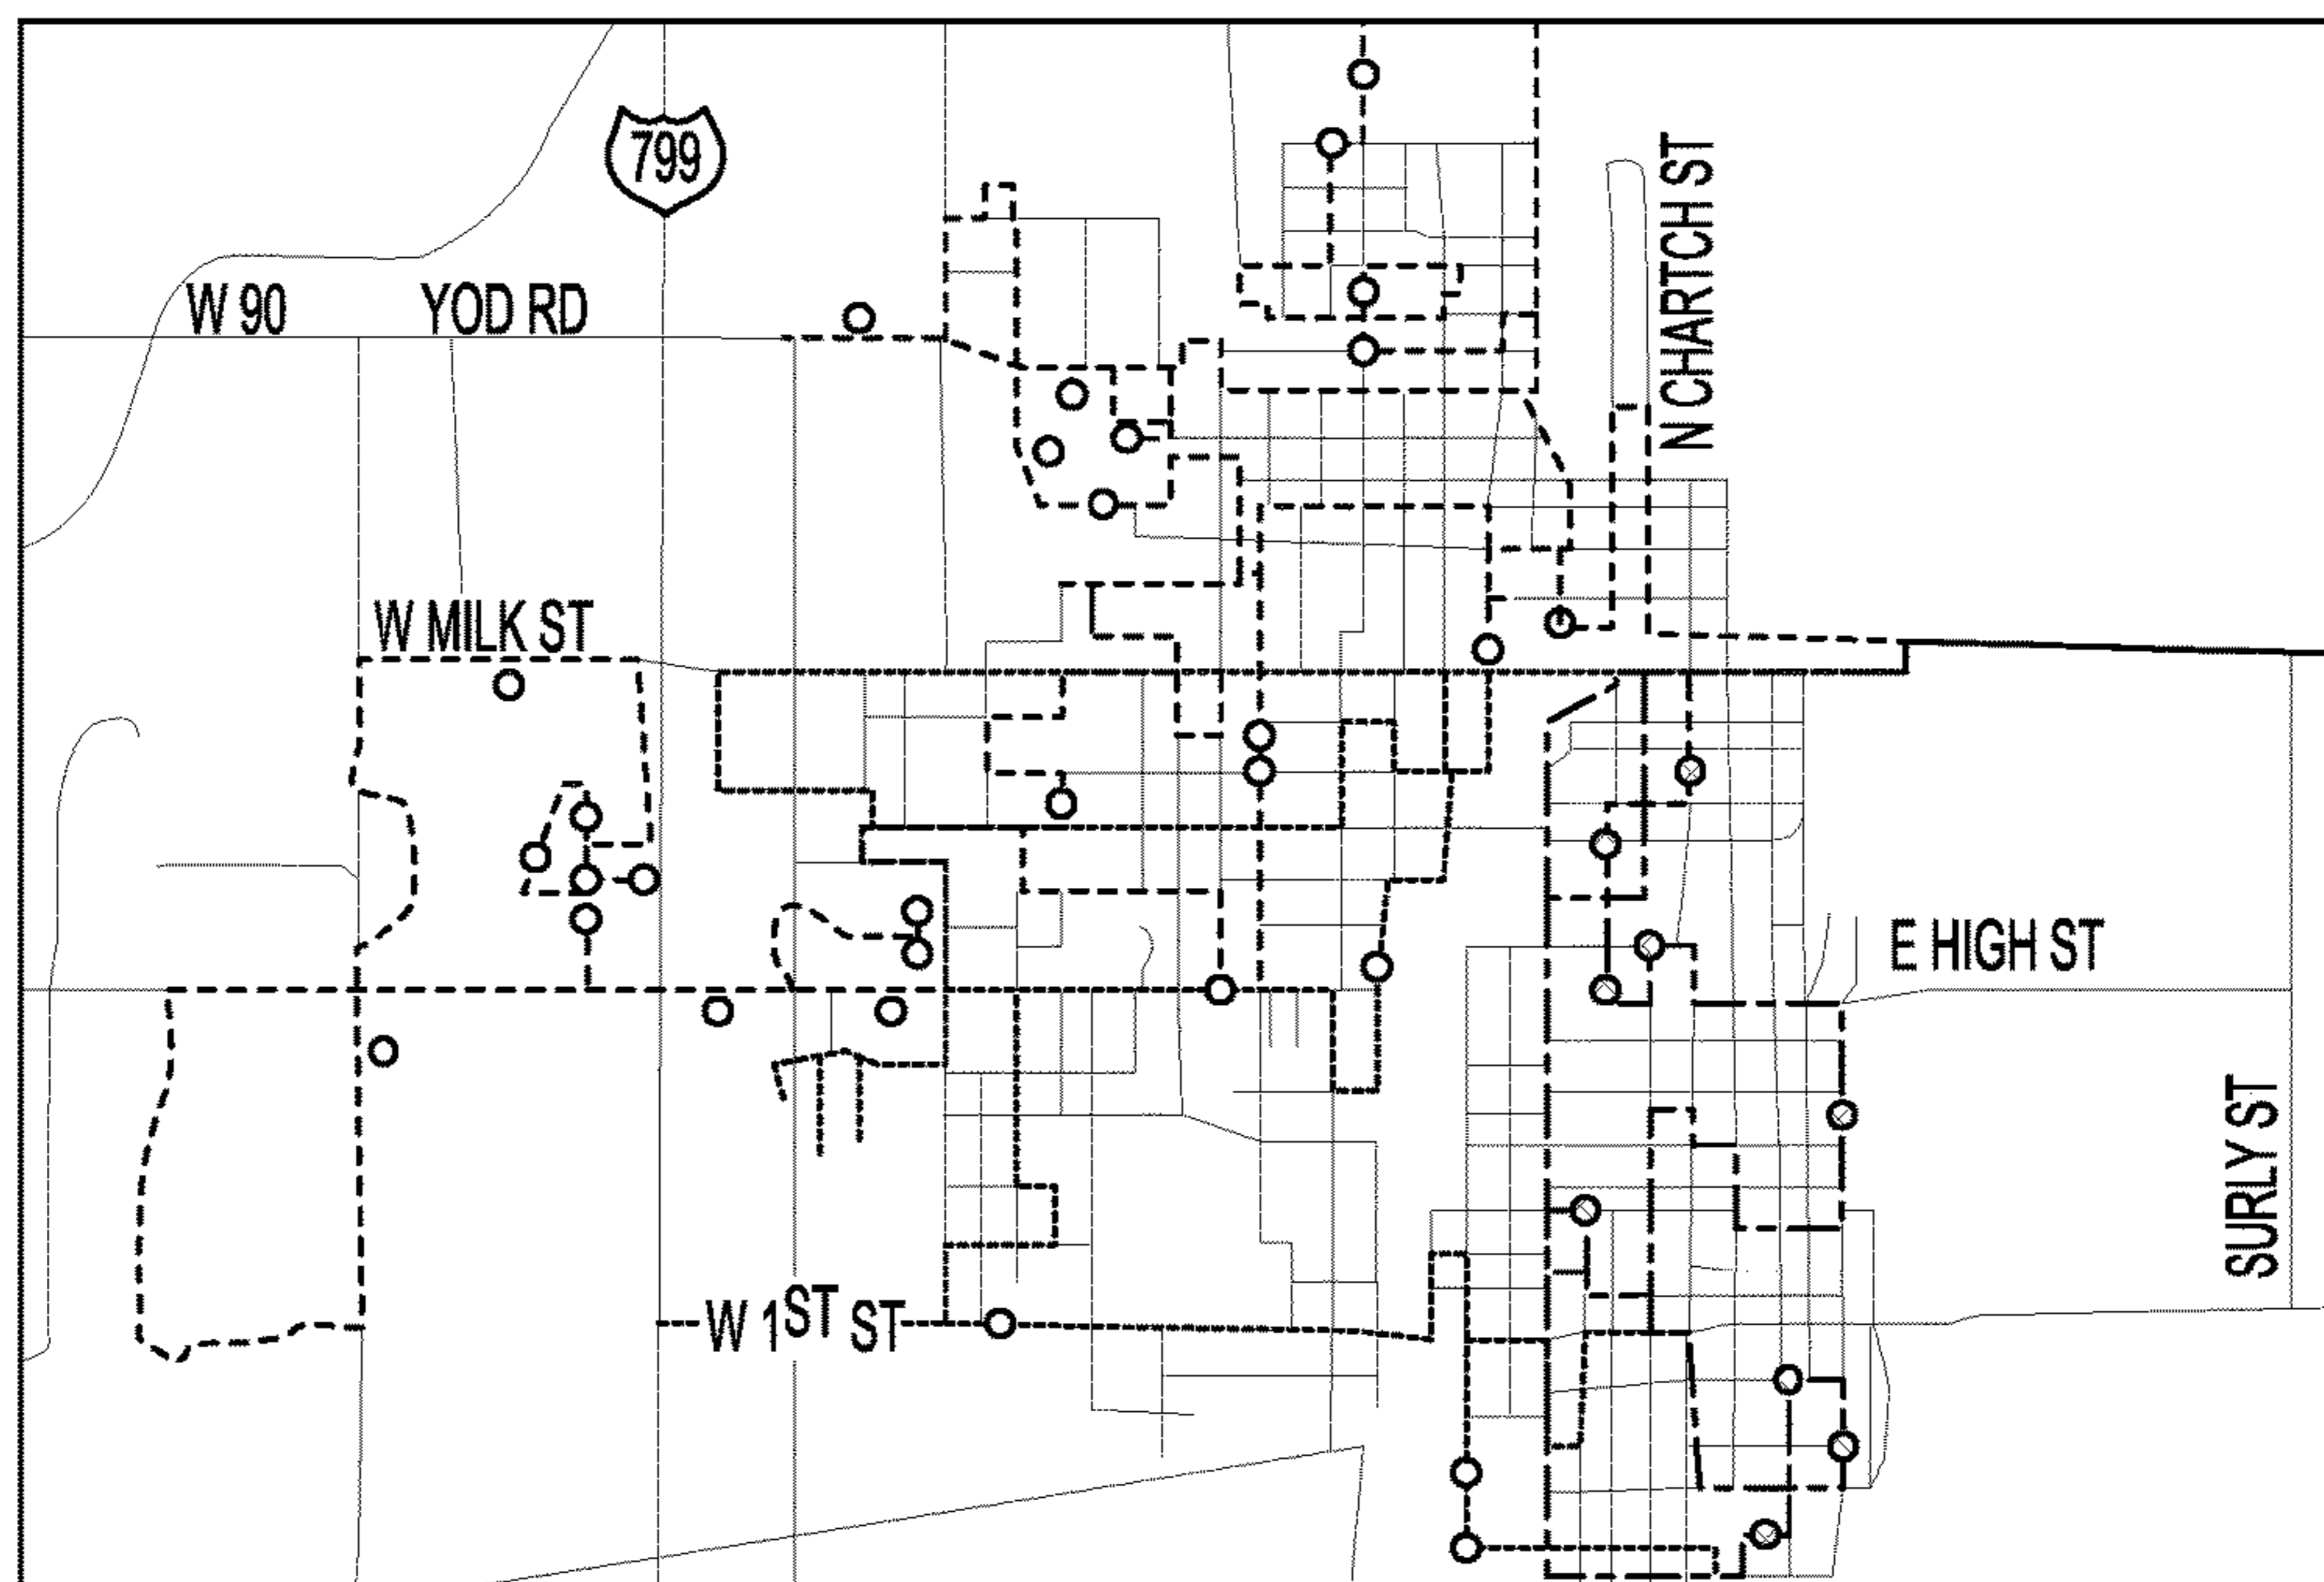 799
N CHARTCH ST
W 90 YOD RD
W MILK ST
E HIGH ST
SURLY ST
W 1ST ST